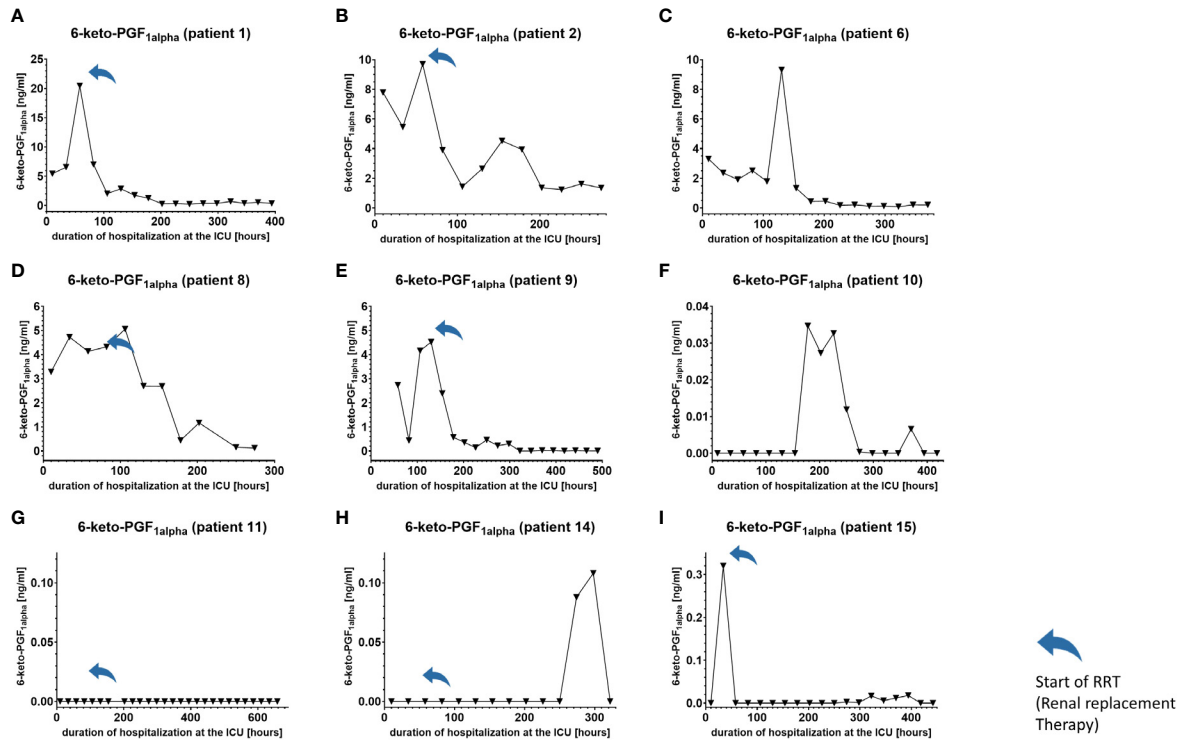 A
6-keto-PGF1alpha (patient 1)
6-keto-PGF1alpha [ng/ml]
25
20
15
10
5
0
0 100 200 300 400
duration of hospitalization at the ICU [hours]
B
6-keto-PGF1alpha (patient 2)
6-keto-PGF1alpha [ng/ml]
10
8
6
4
2
0
0 100 200
duration of hospitalization at the ICU [hours]
C
6-keto-PGF1alpha (patient 6)
6-keto-PGF1alpha [ng/ml]
10
8
6
4
2
0
0 100 200 300
duration of hospitalization at the ICU [hours]
D
6-keto-PGF1alpha (patient 8)
6-keto-PGF1alpha [ng/ml]
6
5
4
3
2
1
0
0 100 200 300
duration of hospitalization at the ICU [hours]
E
6-keto-PGF1alpha (patient 9)
6-keto-PGF1alpha [ng/ml]
6
5
4
3
2
1
0
0 100 200 300 400 500
duration of hospitalization at the ICU [hours]
F
6-keto-PGF1alpha (patient 10)
6-keto-PGF1alpha [ng/ml]
0.04
0.03
0.02
0.01
0.00
0 100 200 300 400
duration of hospitalization at the ICU [hours]
G
6-keto-PGF1alpha (patient 11)
6-keto-PGF1alpha [ng/ml]
0.10
0.05
0.00
0 200 400 600
duration of hospitalization at the ICU [hours]
H
6-keto-PGF1alpha (patient 14)
6-keto-PGF1alpha [ng/ml]
0.10
0.05
0.00
0 100 200 300
duration of hospitalization at the ICU [hours]
I
6-keto-PGF1alpha (patient 15)
6-keto-PGF1alpha [ng/ml]
0.3
0.2
0.1
0.0
0 100 200 300 400
duration of hospitalization at the ICU [hours]
Start of RRT
(Renal replacement
Therapy)